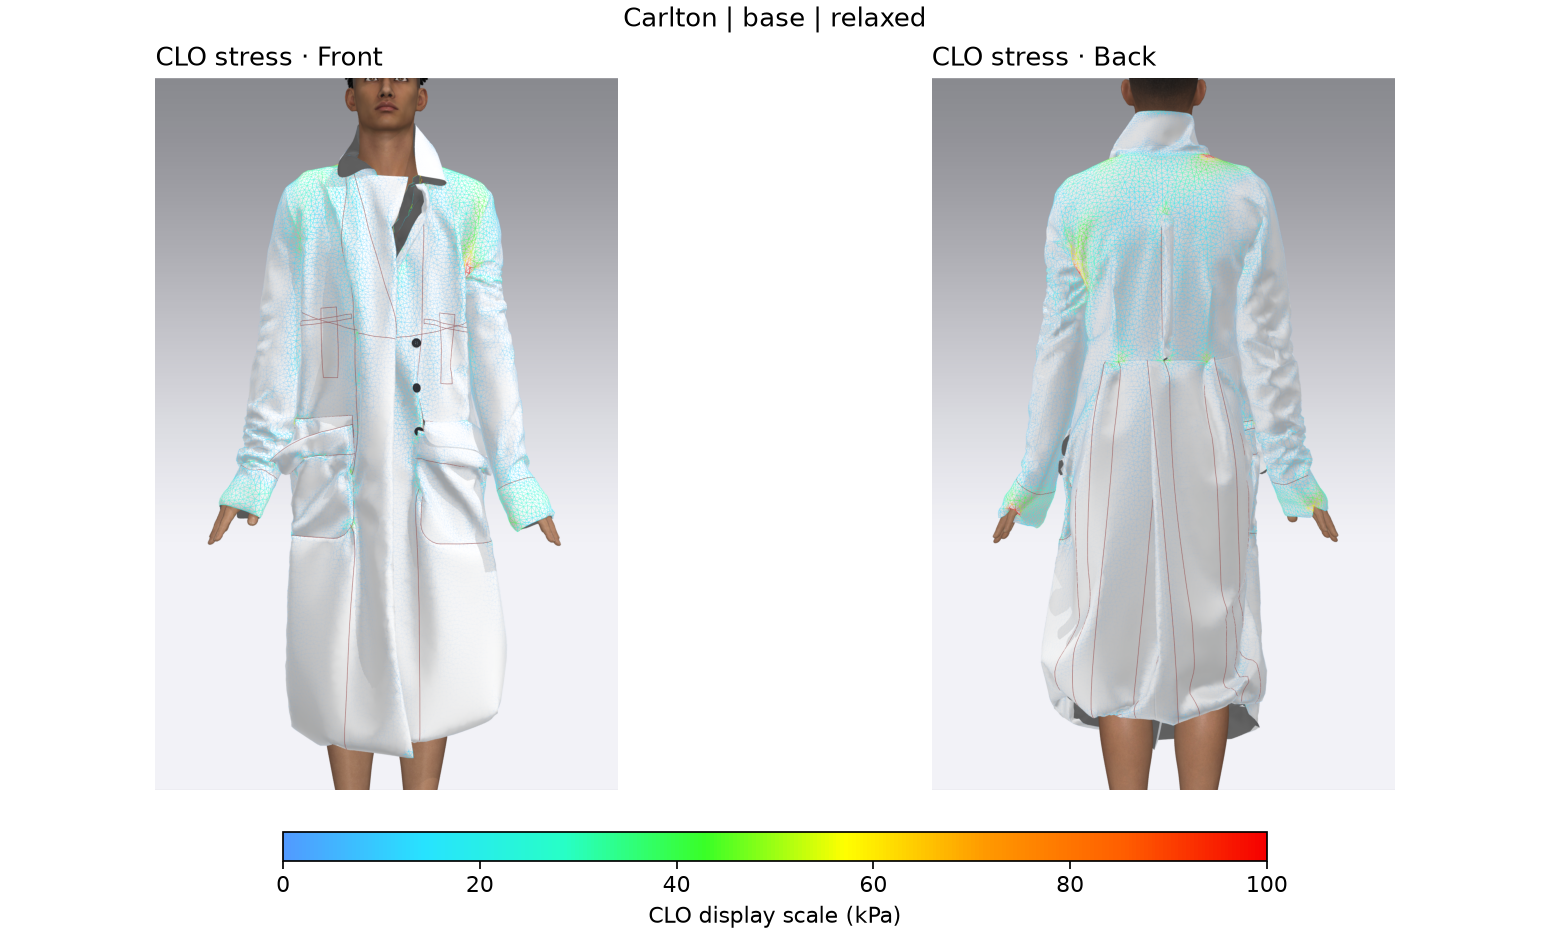 Carlton | base | relaxed
CLO stress · Front
CLO stress · Back
0 20 40 60 80 100
CLO display scale (kPa)